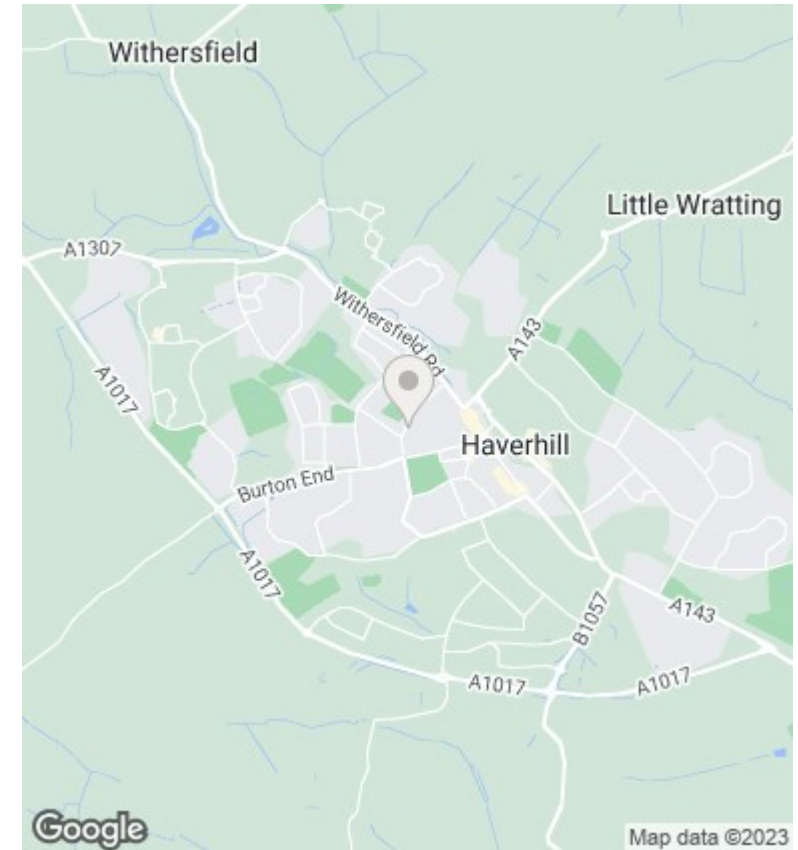 Withersfield
Little Wratting
A1307
Withersfield Rd
A143
A1017
Haverhill
Burton End
A1017
B1057
A143
A1017
A1017
Google
Map data ©2023